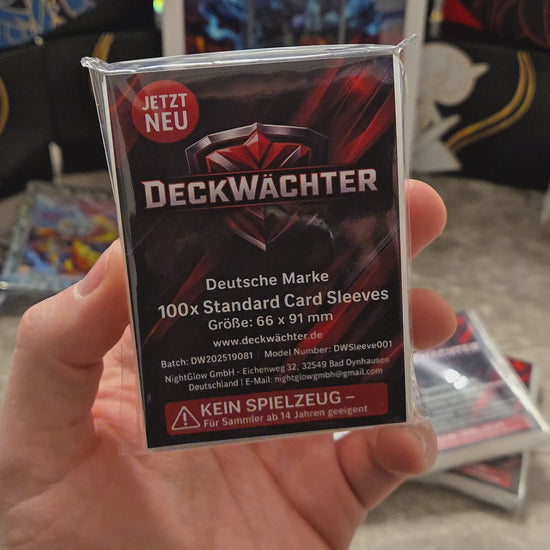 JETZT
NEU
DECKWÄCHTER
Deutsche Marke
100x Standard Card Sleeves
Größe: 66 x 91 mm
www.deckwächter.de
Batch: DW202519081 | Model Number: DWSleeve001
NightGlow GmbH - Eichenweg 32, 32549 Bad Oynhausen
Deutschland | E-Mail: nightglowgmbh@gmail.com
KEIN SPIELZEUG –
Für Sammler ab 14 Jahren geeignet